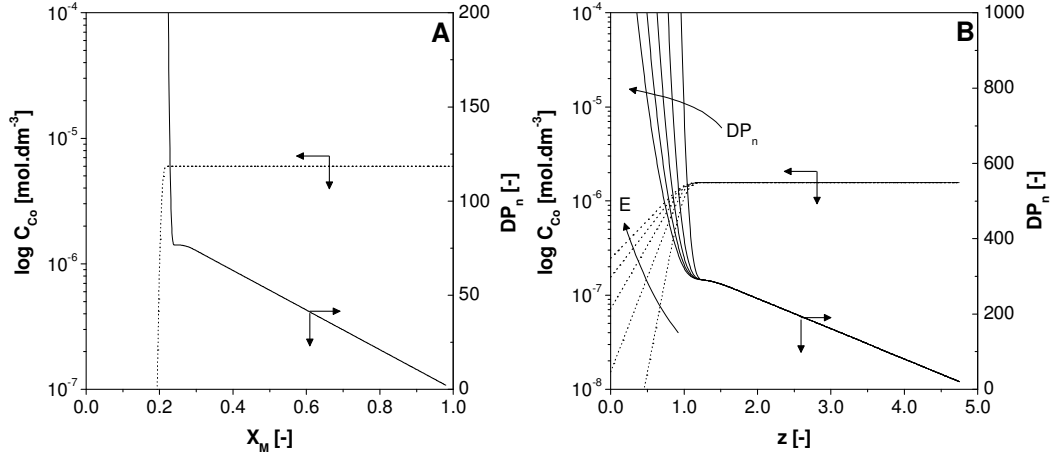 A
log C_Co [mol.dm⁻³]
10⁻⁴
10⁻⁵
10⁻⁶
10⁻⁷
0.0 0.2 0.4 0.6 0.8 1.0
X_M [-]
200
150
100
50
0
DP_n [-]
B
log C_Co [mol.dm⁻³]
10⁻⁴
10⁻⁵
10⁻⁶
10⁻⁷
10⁻⁸
DP_n
E
0.0 1.0 2.0 3.0 4.0 5.0
z [-]
1000
800
600
400
200
0
DP_n [-]